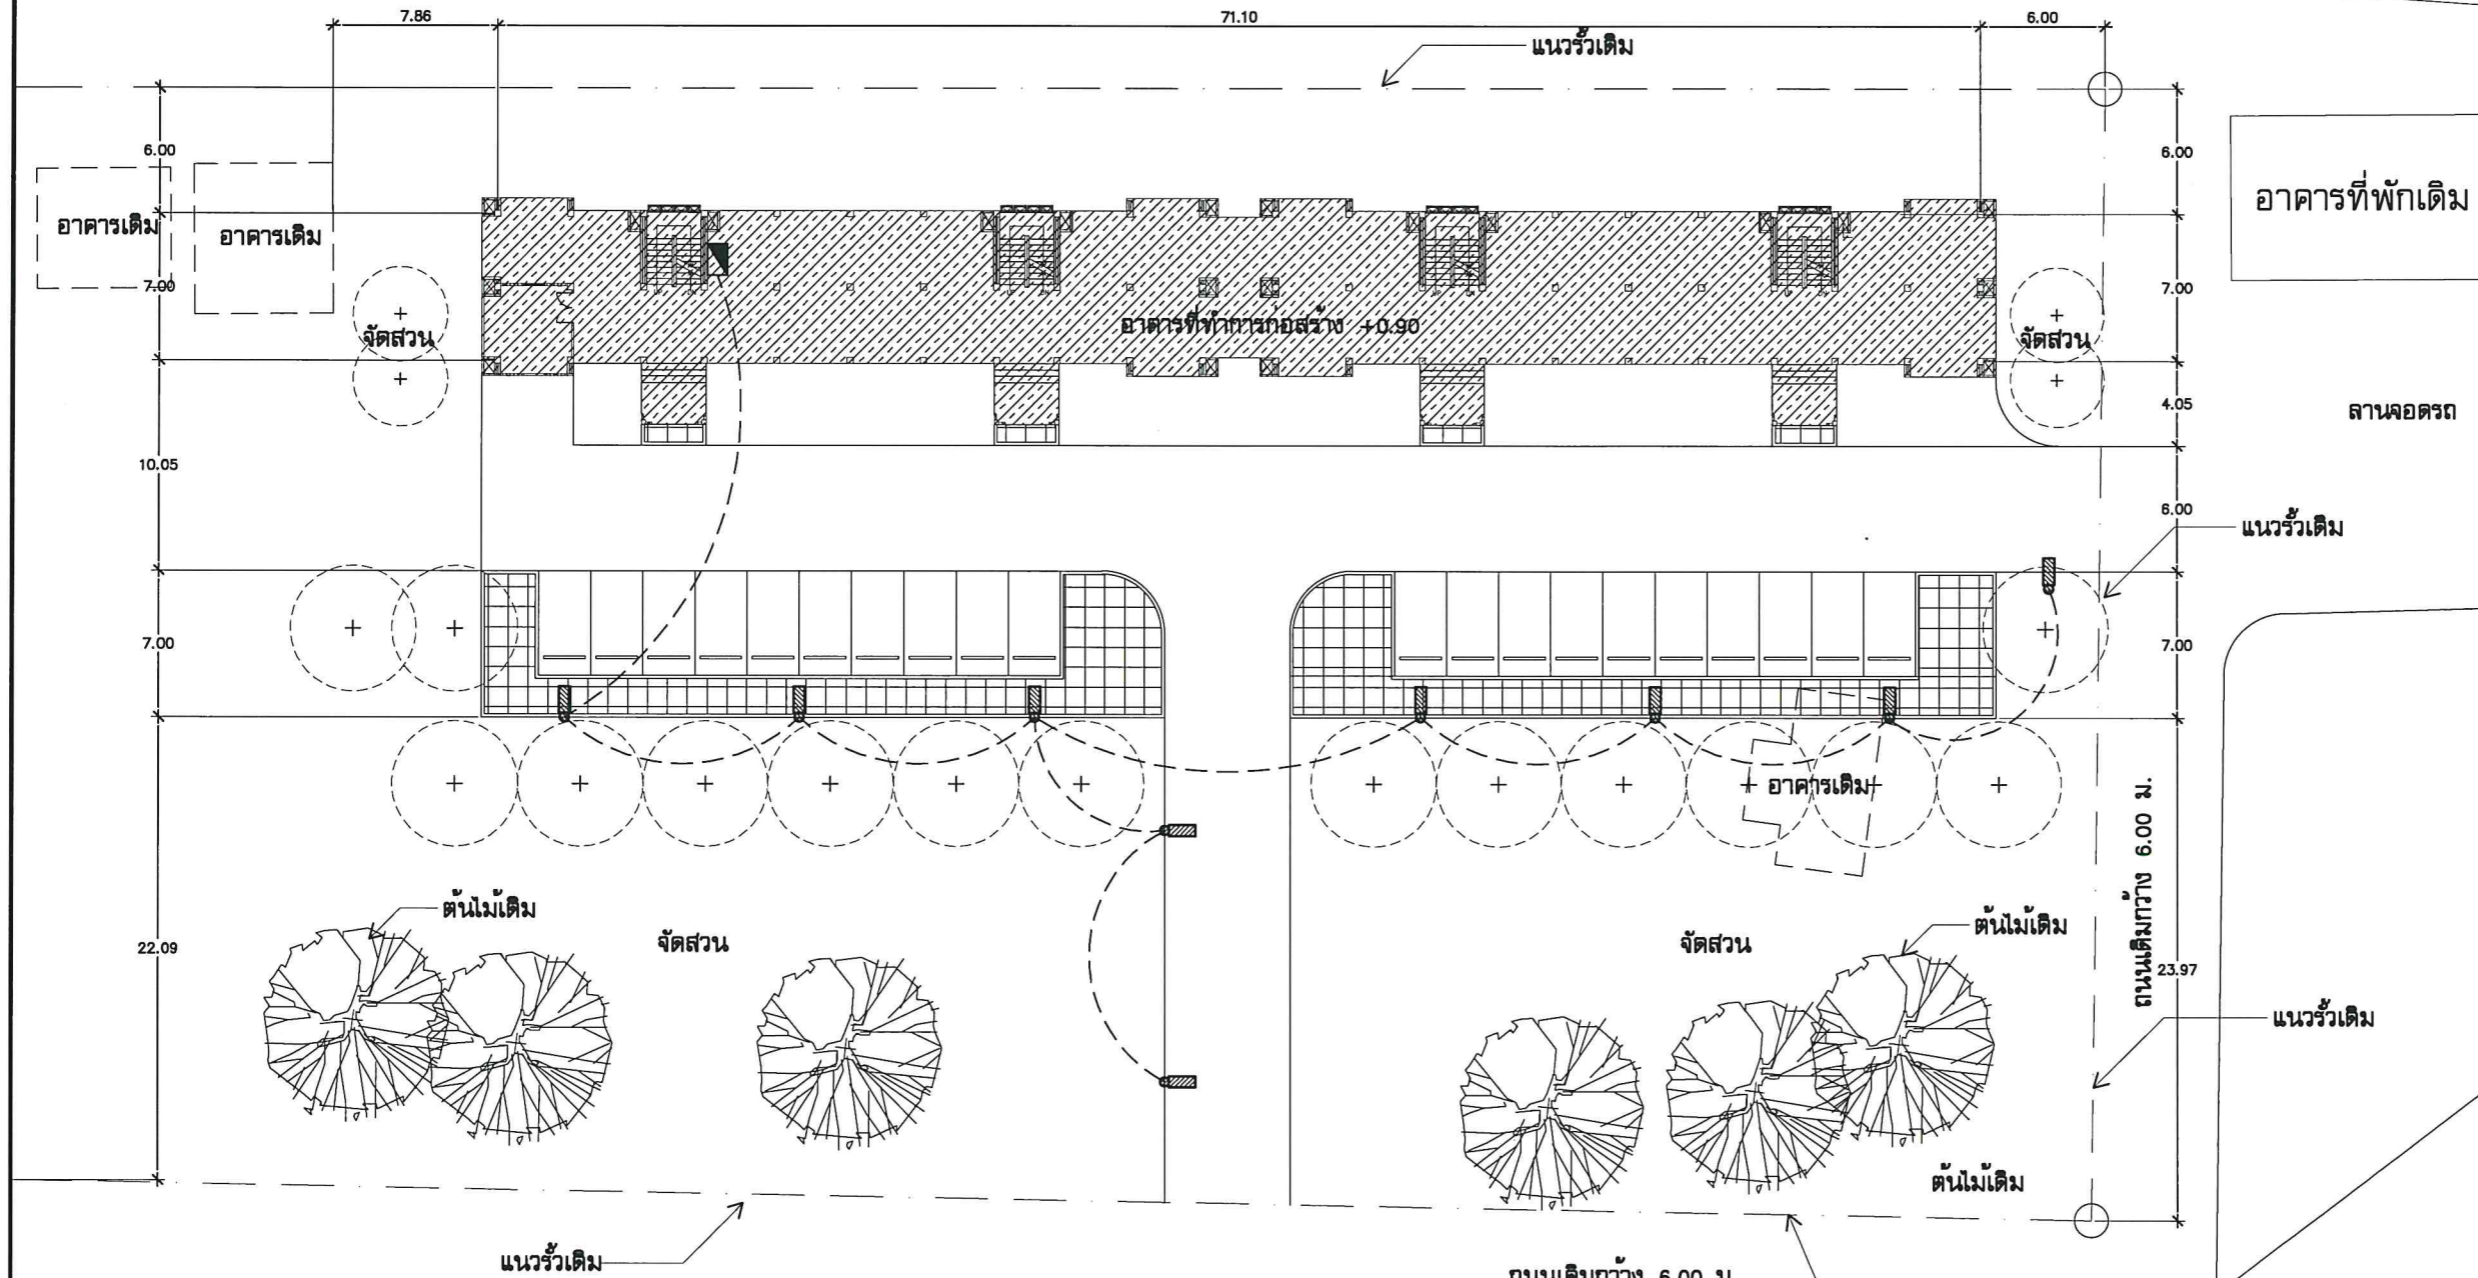 7.86
71.10
6.00
แนวรั้วเดิม
6.00
6.00
อาคารที่พักเดิม
อาคารเดิม
อาคารเดิม
7.00
7.00
จัดสวน
อาคารที่ทำการก่อสร้าง +0.90
จัดสวน
4.05
ลานจอดรถ
10.05
6.00
แนวรั้วเดิม
7.00
7.00
อาคารเดิม
ถนนเดิมกว้าง 6.00 ม.
ต้นไม้เดิม
จัดสวน
จัดสวน
ต้นไม้เดิม
22.09
23.97
แนวรั้วเดิม
ต้นไม้เดิม
แนวรั้วเดิม
ถนนเดิมกว้าง 6.00 ม.